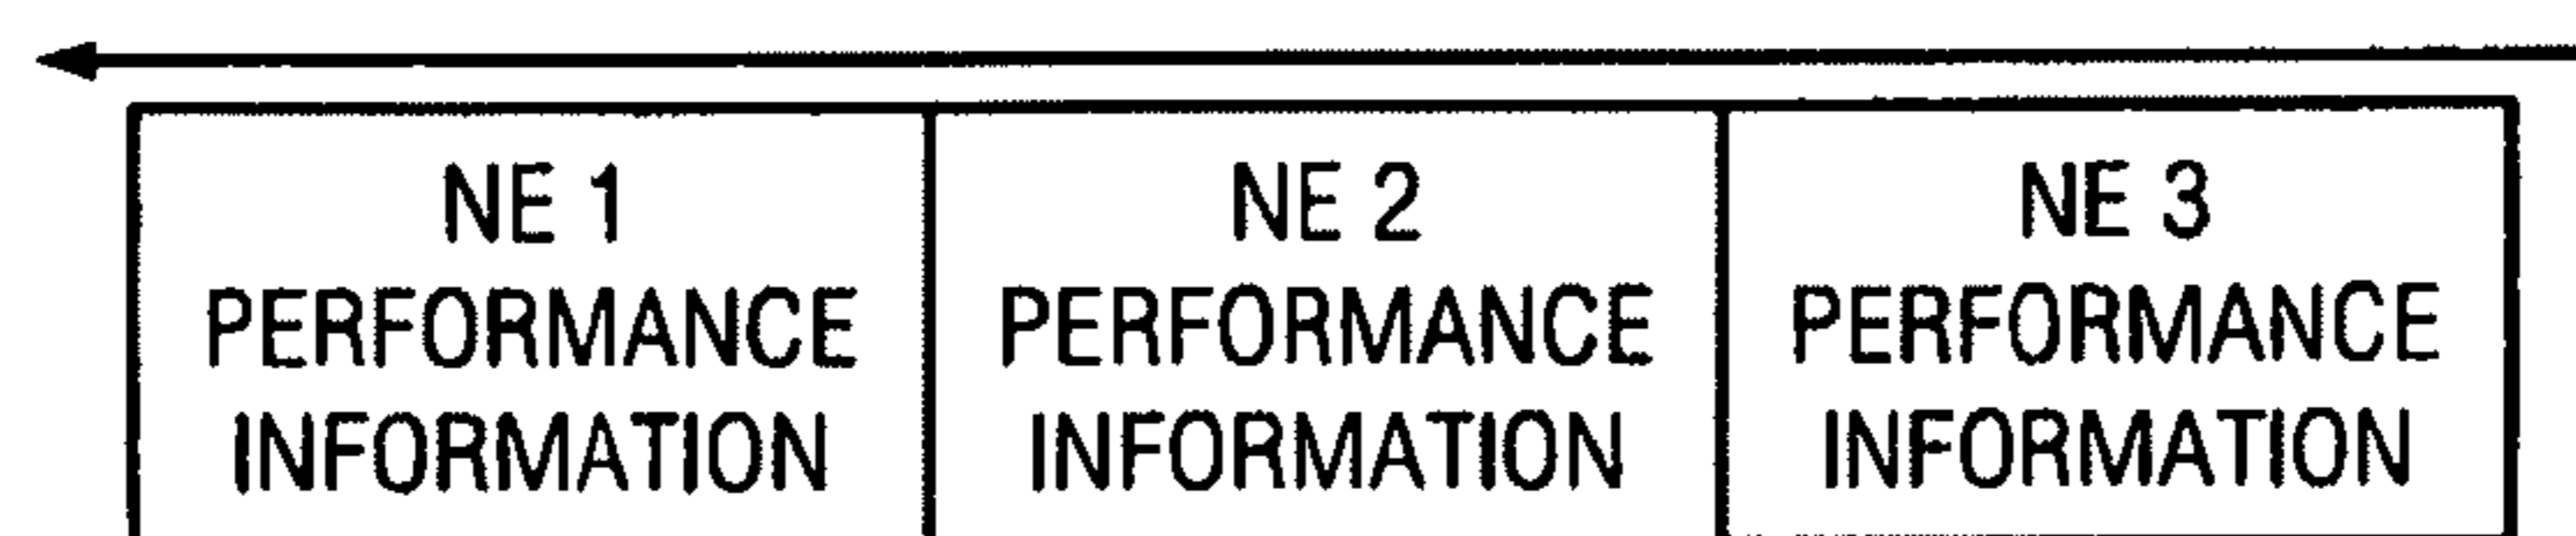 NE 1
PERFORMANCE
INFORMATION
NE 2
PERFORMANCE
INFORMATION
NE 3
PERFORMANCE
INFORMATION